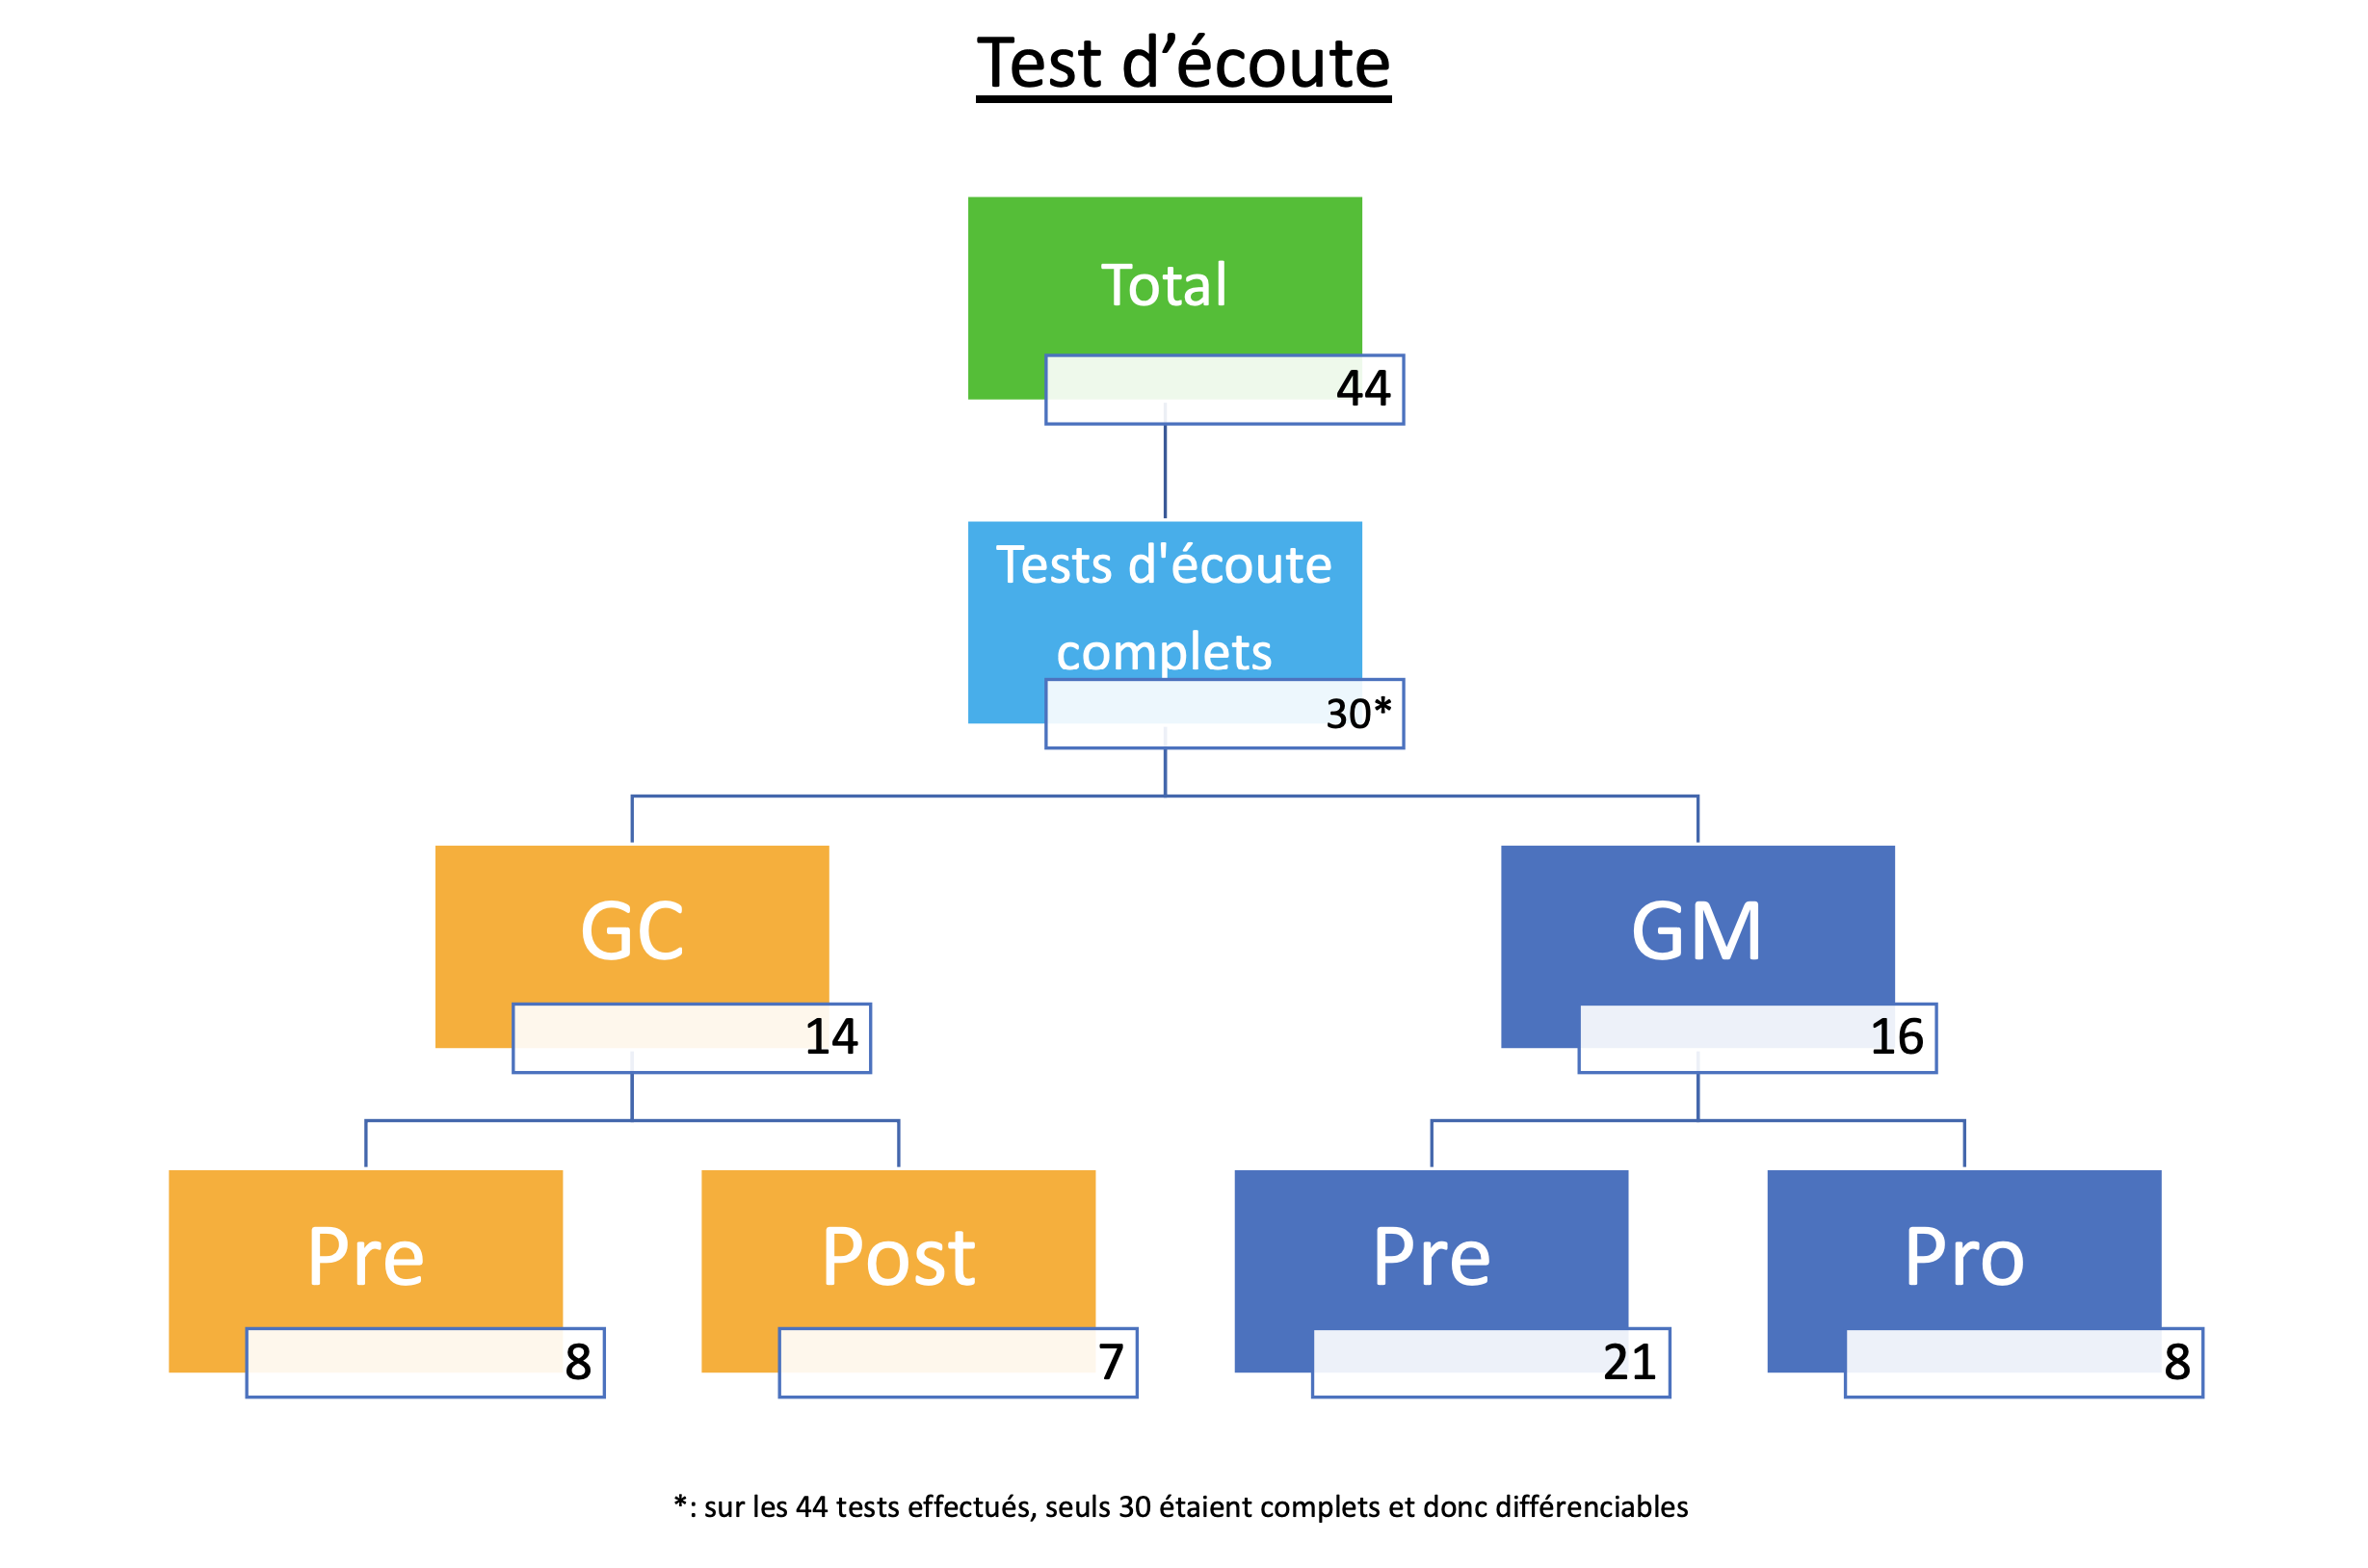 Test d’écoute
Total
44
Tests d'écoute
complets
30*
GC
14
GM
16
Pre
8
Post
7
Pre
21
Pro
8
*: sur les 44 tests effectués, seuls 30 étaient complets et donc différenciables